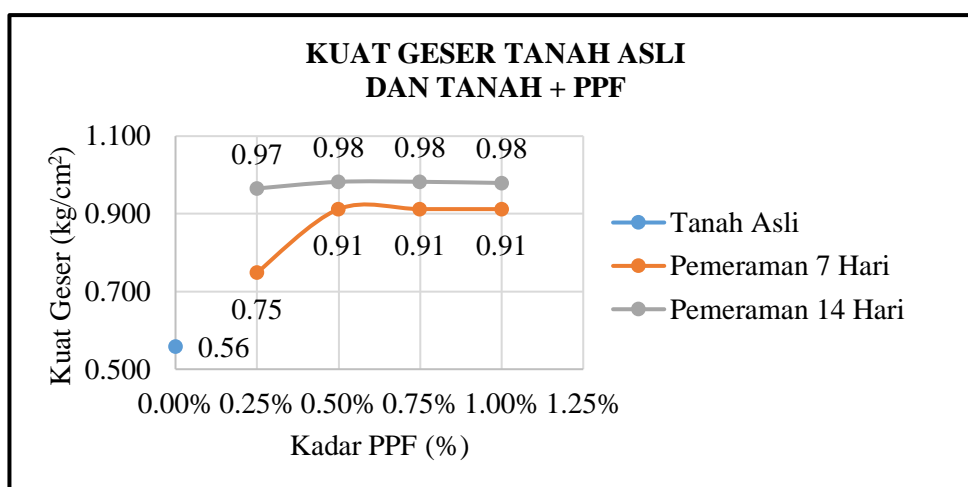 KUAT GESER TANAH ASLI
DAN TANAH + PPF
Kuat Geser (kg/cm²)
1.100
0.900
0.700
0.500
0.97
0.98
0.98
0.98
0.91
0.91
0.91
0.75
0.56
0.00% 0.25% 0.50% 0.75% 1.00% 1.25%
Kadar PPF (%)
Tanah Asli
Pemeraman 7 Hari
Pemeraman 14 Hari